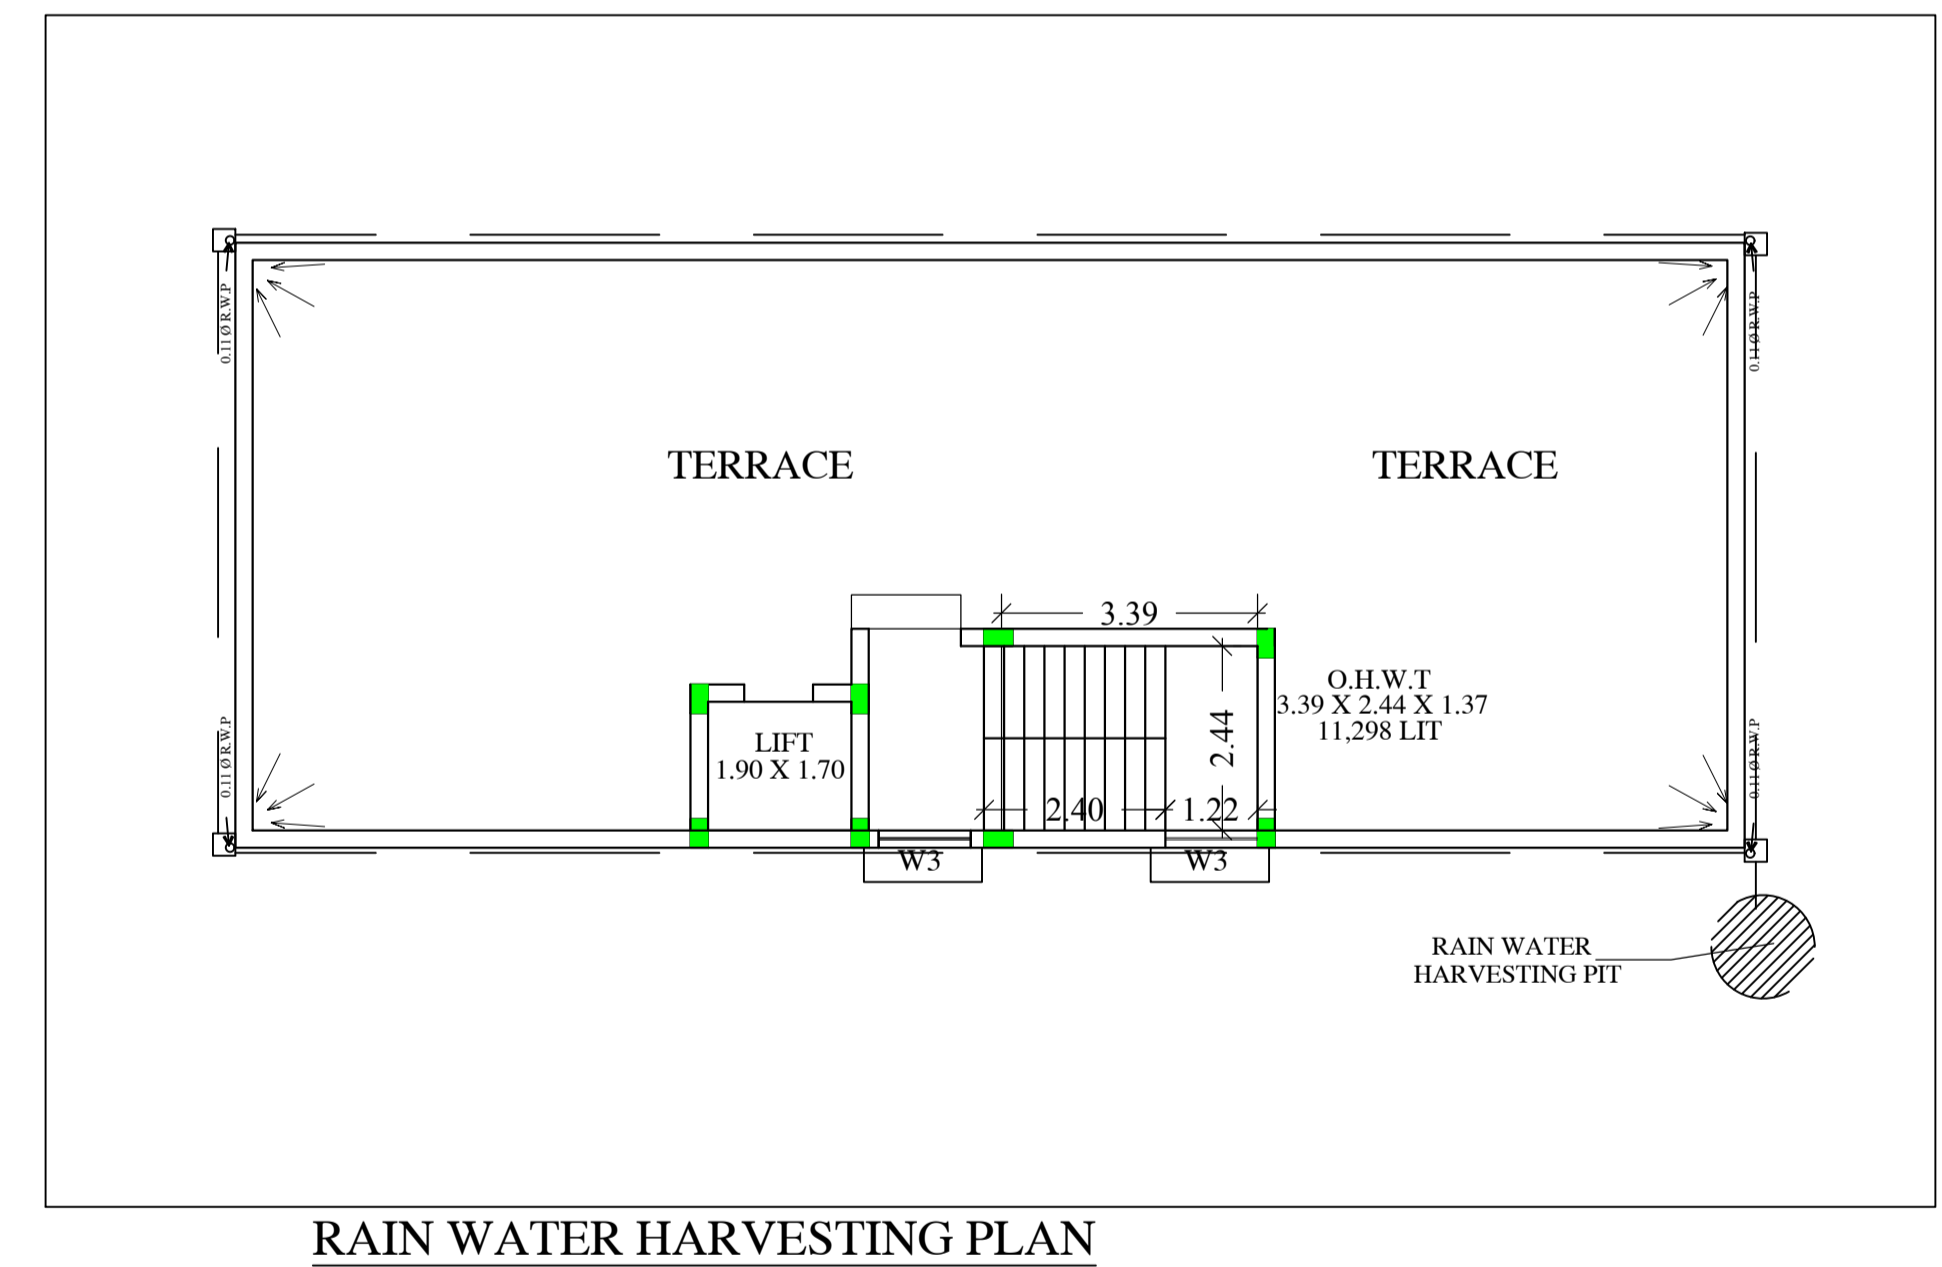 0.11 Ø R.W.P
0.11 Ø R.W.P
TERRACE
TERRACE
3.39
O.H.W.T
3.39 X 2.44 X 1.37
11,298 LIT
2.44
LIFT
1.90 X 1.70
0.11 Ø R.W.P
0.11 Ø R.W.P
2.40
1.22
W3
W3
RAIN WATER
HARVESTING PIT
RAIN WATER HARVESTING PLAN